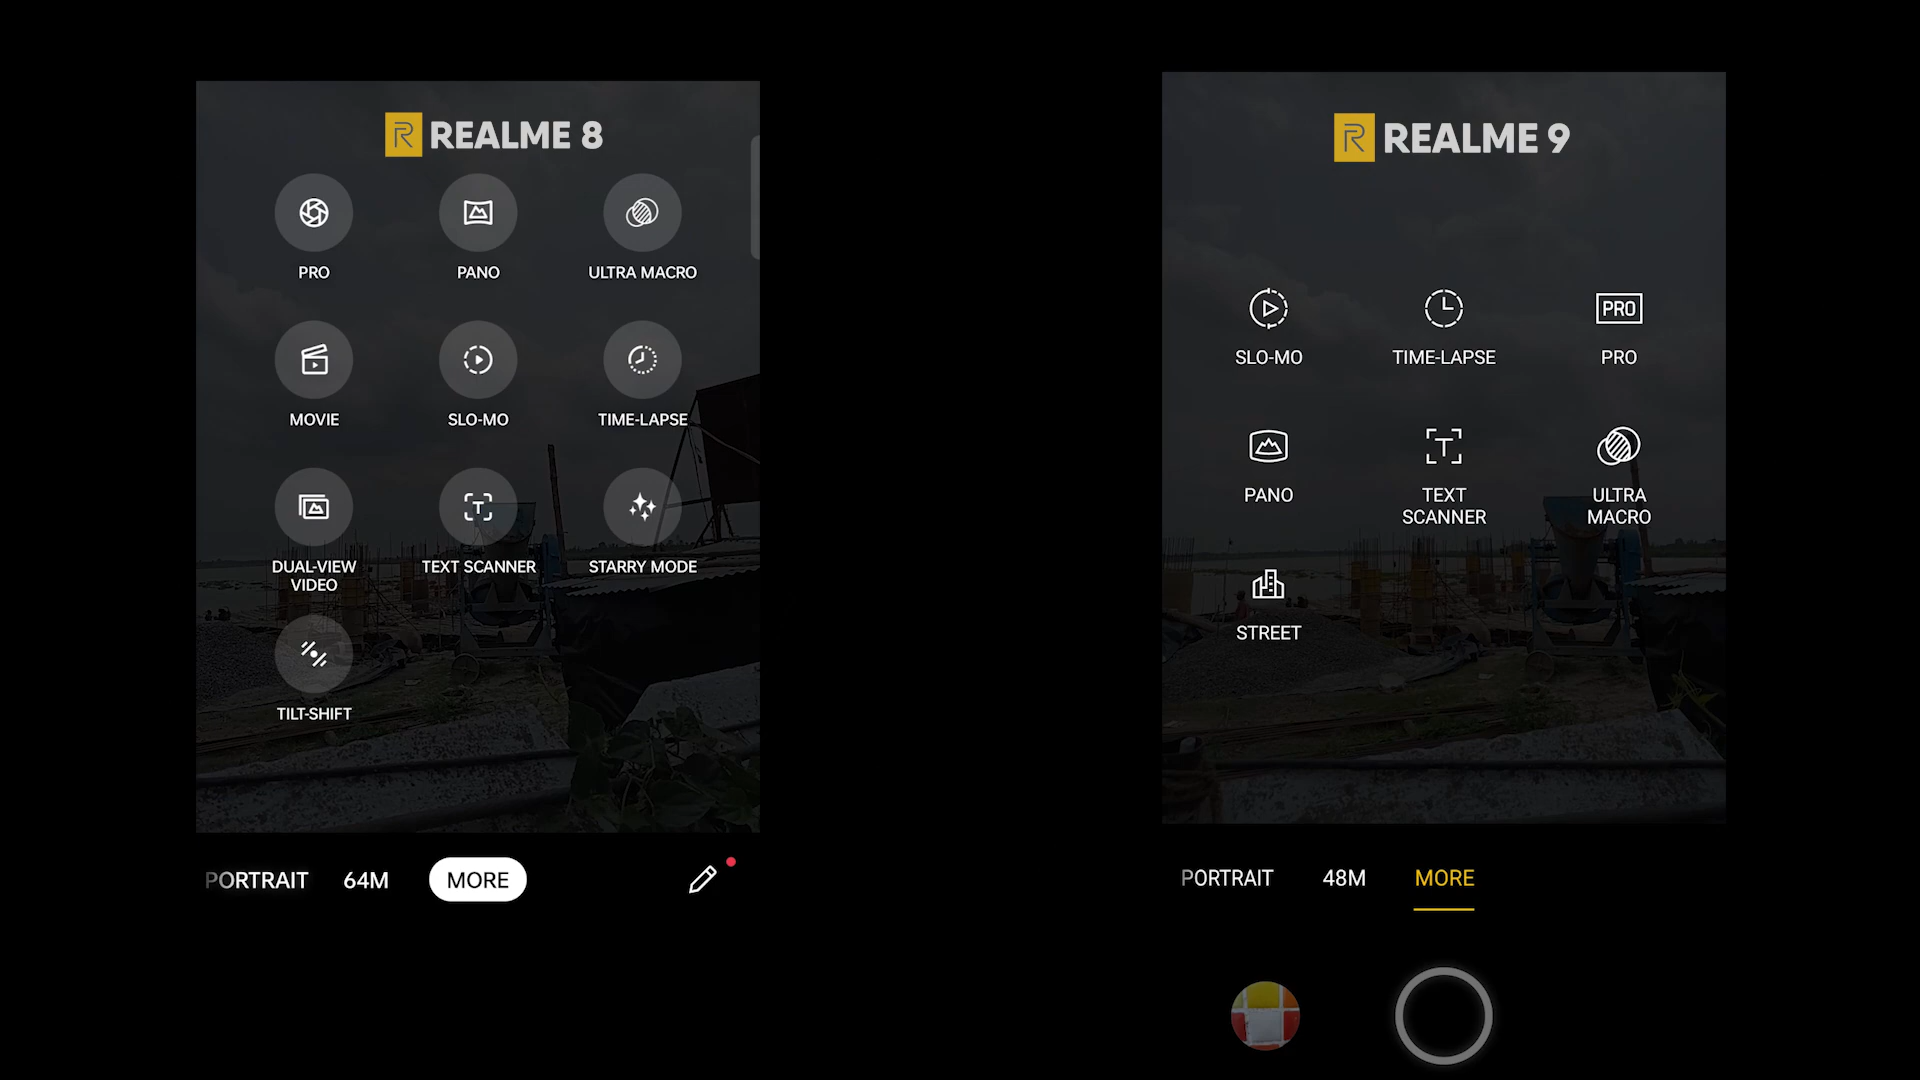 R REALME 8
PRO
PANO
ULTRA MACRO
MOVIE
SLO-MO
TIME-LAPSE
DUAL-VIEW
VIDEO
T
TEXT SCANNER
STARRY MODE
TILT-SHIFT
PORTRAIT
64M
MORE
R REALME 9
SLO-MO
TIME-LAPSE
PRO
PRO
PANO
T
TEXT
SCANNER
ULTRA
MACRO
STREET
PORTRAIT
48M
MORE